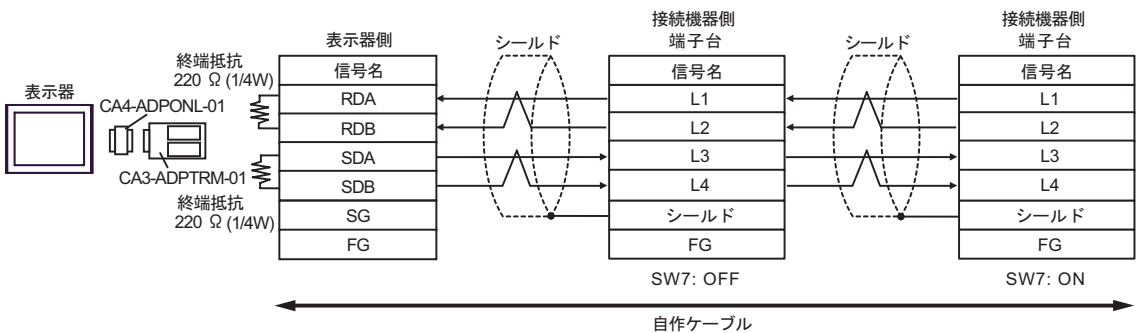 表示器
CA4-ADPONL-01
CA3-ADPTRM-01
終端抵抗
220 Ω (1/4W)
終端抵抗
220 Ω (1/4W)
表示器側
信号名
RDA
RDB
SDA
SDB
SG
FG
シールド
接続機器側
端子台
信号名
L1
L2
L3
L4
シールド
FG
SW7: OFF
シールド
接続機器側
端子台
信号名
L1
L2
L3
L4
シールド
FG
SW7: ON
自作ケーブル